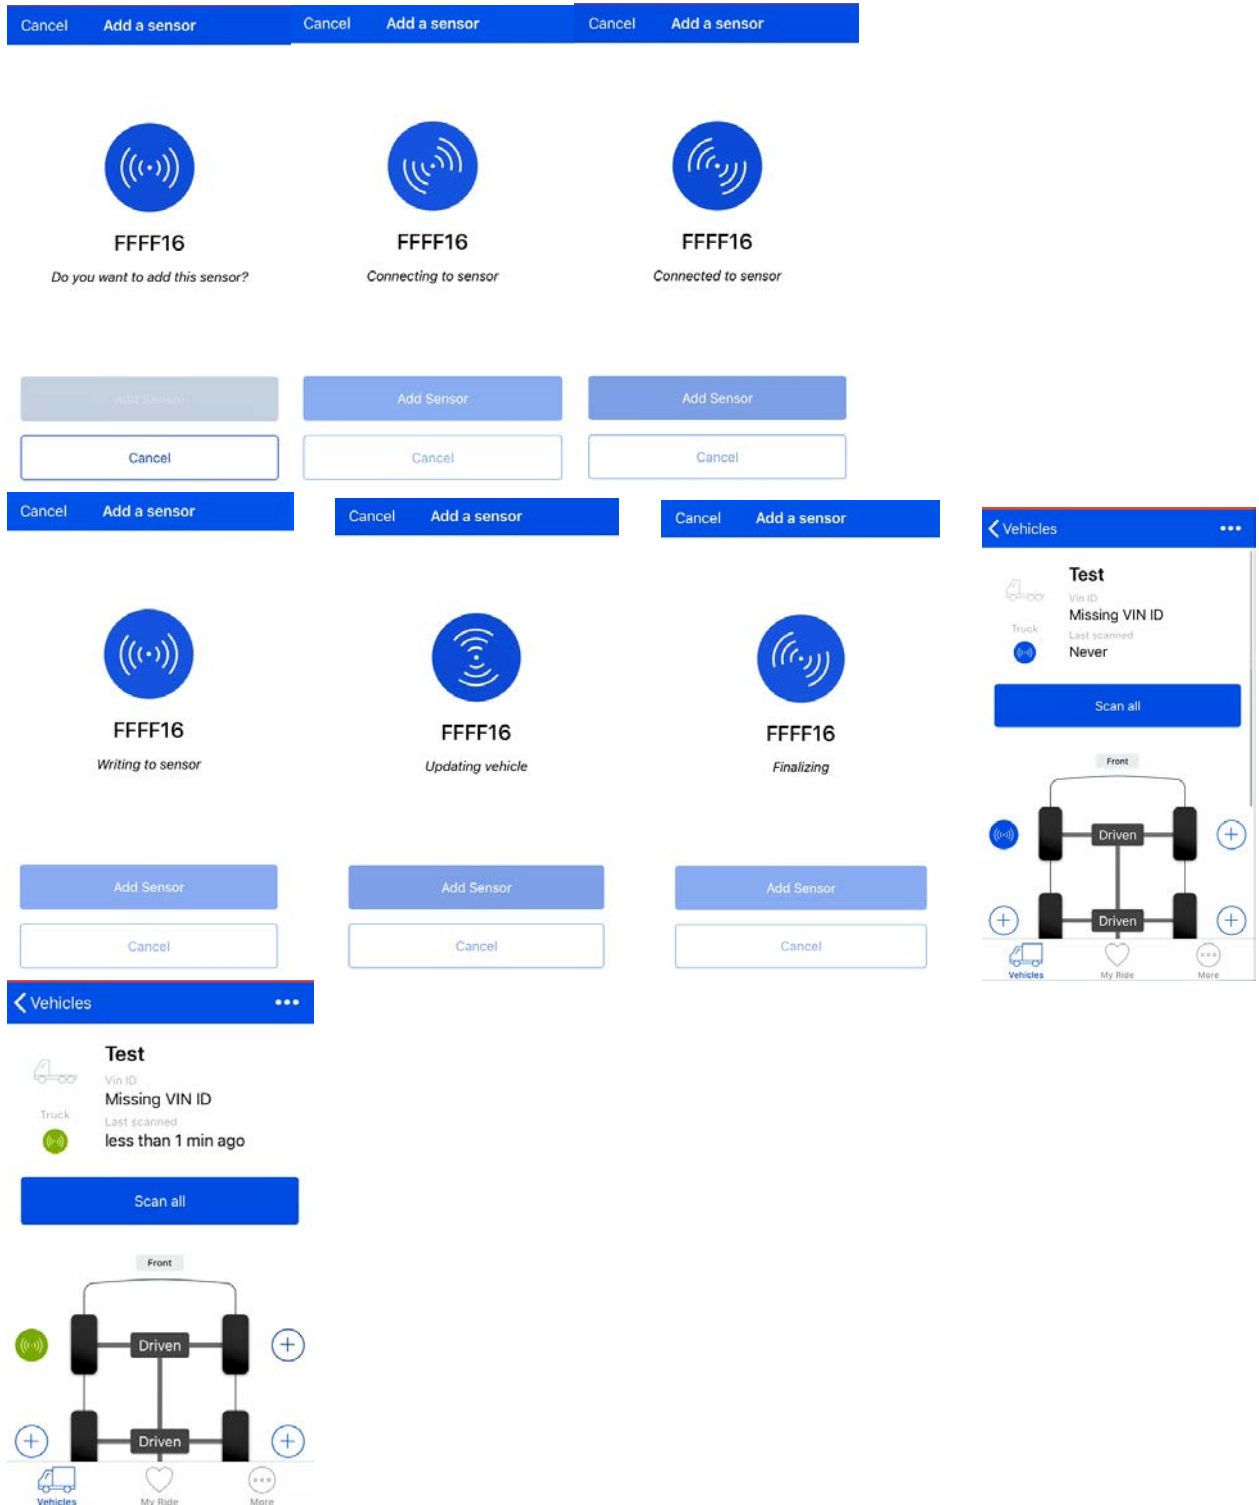 Cancel Add a sensor
FFFF16
Do you want to add this sensor?
Add Sensor
Cancel
Cancel Add a sensor
FFFF16
Connecting to sensor
Add Sensor
Cancel
Cancel Add a sensor
FFFF16
Connected to sensor
Add Sensor
Cancel
Cancel Add a sensor
FFFF16
Writing to sensor
Add Sensor
Cancel
Cancel Add a sensor
FFFF16
Updating vehicle
Add Sensor
Cancel
Cancel Add a sensor
FFFF16
Finalizing
Add Sensor
Cancel
Vehicles
Test
Vin ID
Missing VIN ID
Truck
Last scanned
Never
Scan all
Front
Driven
Driven
Vehicles My Ride More
Vehicles
Test
Vin ID
Missing VIN ID
Truck
Last scanned
less than 1 min ago
Scan all
Front
Driven
Driven
Vehicles My Ride More